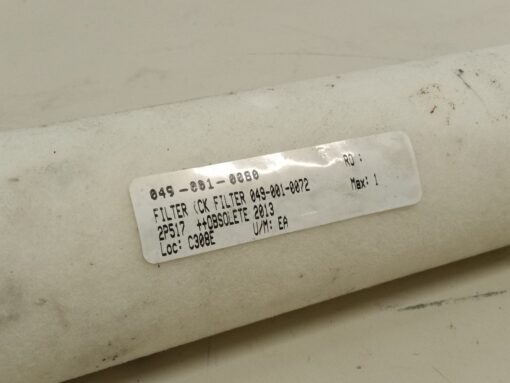 049-001-0080
FILTER (CK FILTER 049-001-0072
2P517 ++OBSOLETE 2013
Loc: C308E U/M: EA
RO :
Max: 1